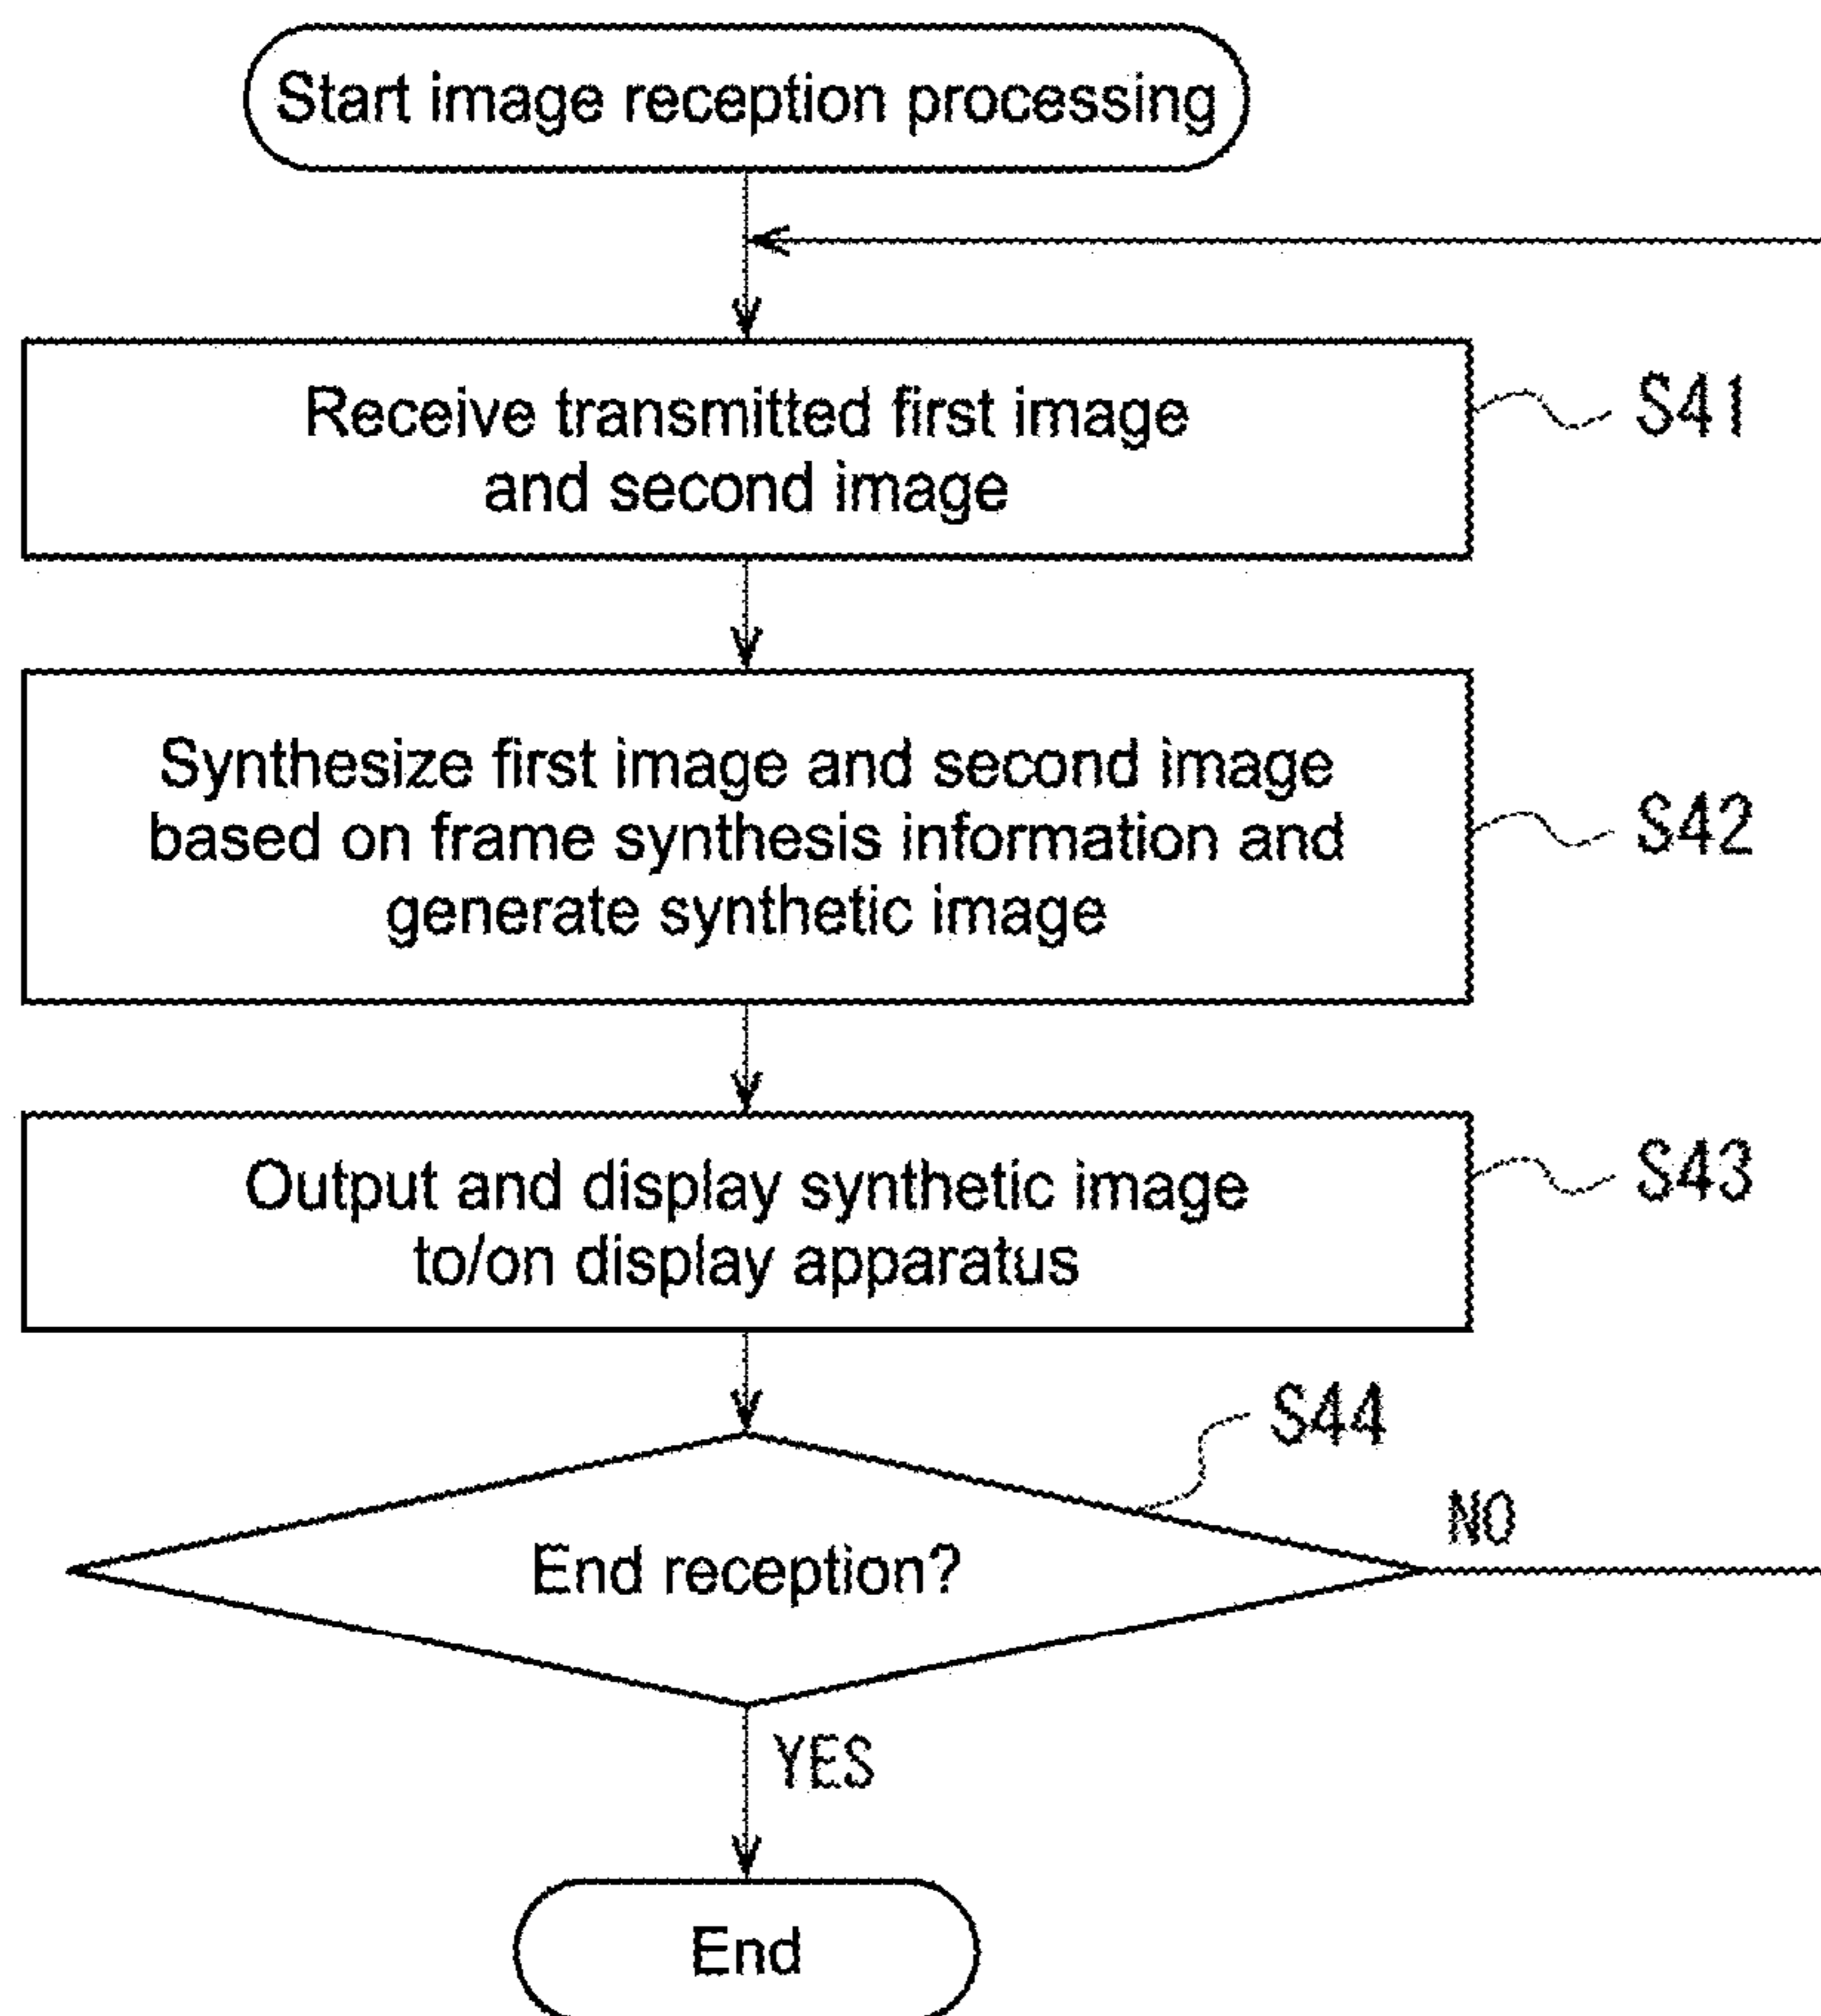 Start image reception processing
Receive transmitted first image
and second image
S41
Synthesize first image and second image
based on frame synthesis information and
generate synthetic image
S42
Output and display synthetic image
to/on display apparatus
S43
S44
End reception?
NO
YES
End